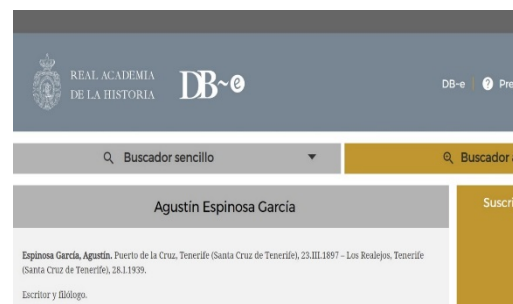 REAL ACADEMIA
DE LA HISTORIA
DB~e
DB~e
Buscador sencillo
Buscador
Agustín Espinosa García
Espinosa García, Agustín. Puerto de la Cruz, Tenerife (Santa Cruz de Tenerife), 23.III.1897 – Los Realejos, Tenerife
(Santa Cruz de Tenerife), 28.I.1939.
Escritor y filólogo.